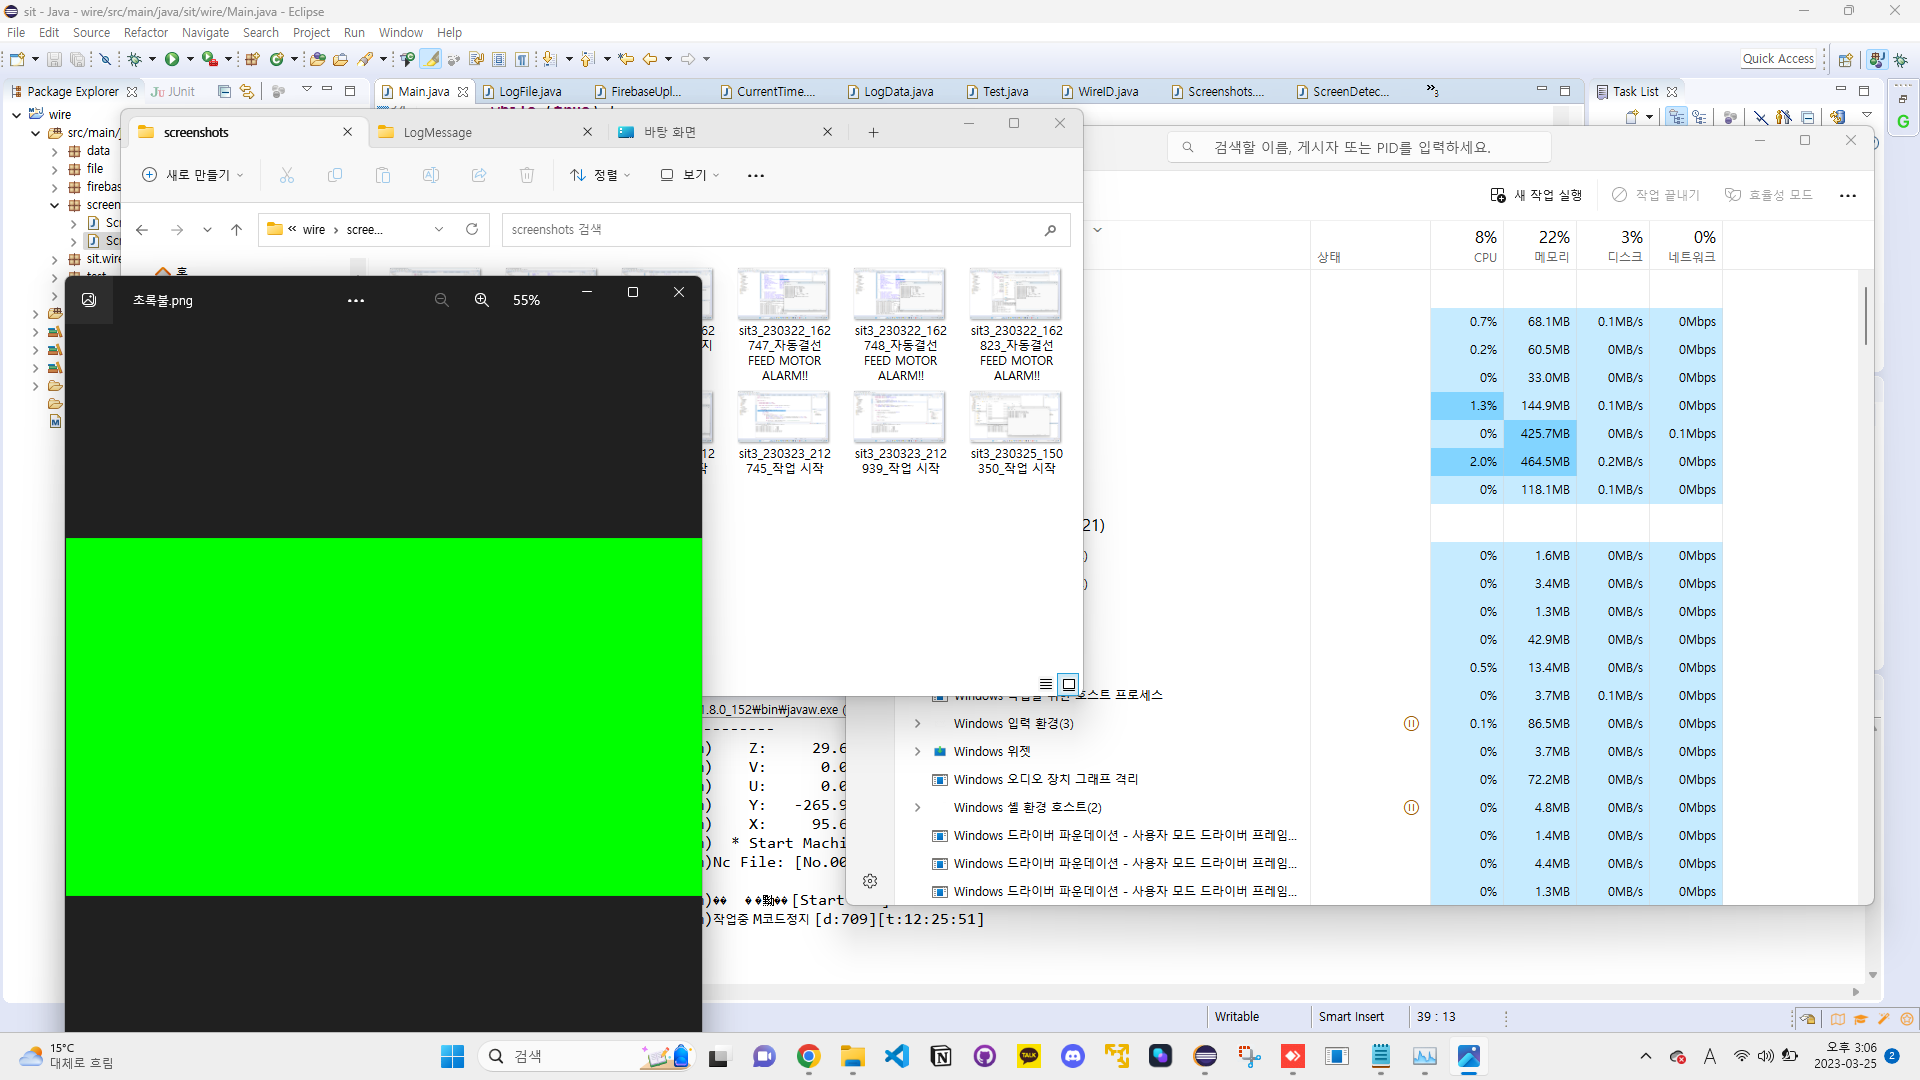 sit - Java - wire/src/main/java/sit/wire/Main.java - Eclipse
File Edit Source Refactor Navigate Search Project Run Window Help
Quick Access
Package Explorer JUnit
Main.java LogFile.java FirebaseUpl... CurrentTime.... LogData.java Test.java WireID.java Screenshots.... ScreenDetec... 3
Task List
wire
src/main/
data
file
fireba
screen
Scr
Scr
sit.wire
screenshots LogMessage 바탕 화면
새로 만들기 정렬 보기
« wire › scree...
screenshots 검색
홈
sit3_230322_162747_자동결선 FEED MOTOR ALARM!!
sit3_230322_162748_자동결선 FEED MOTOR ALARM!!
sit3_230322_162823_자동결선 FEED MOTOR ALARM!!
sit3_230323_212745_작업 시작
sit3_230323_212939_작업 시작
sit3_230325_150350_작업 시작
초록불.png
55%
검색할 이름, 게시자 또는 PID를 입력하세요.
새 작업 실행 작업 끝내기 효율성 모드
상태
8% 22% 3% 0%
CPU 메모리 디스크 네트워크
0.7% 68.1MB 0.1MB/s 0Mbps
0.2% 60.5MB 0MB/s 0Mbps
0% 33.0MB 0MB/s 0Mbps
1.3% 144.9MB 0.1MB/s 0Mbps
0% 425.7MB 0MB/s 0.1Mbps
2.0% 464.5MB 0.2MB/s 0Mbps
0% 118.1MB 0.1MB/s 0Mbps
21)
0% 1.6MB 0MB/s 0Mbps
0% 3.4MB 0MB/s 0Mbps
0% 1.3MB 0MB/s 0Mbps
0% 42.9MB 0MB/s 0Mbps
0.5% 13.4MB 0MB/s 0Mbps
호스트 프로세스 0% 3.7MB 0.1MB/s 0Mbps
Windows 입력 환경(3) 0.1% 86.5MB 0MB/s 0Mbps
Windows 위젯 0% 3.7MB 0MB/s 0Mbps
Windows 오디오 장치 그래프 격리 0% 72.2MB 0MB/s 0Mbps
Windows 셸 환경 호스트(2) 0% 4.8MB 0MB/s 0Mbps
Windows 드라이버 파운데이션 - 사용자 모드 드라이버 프레임... 0% 1.4MB 0MB/s 0Mbps
Windows 드라이버 파운데이션 - 사용자 모드 드라이버 프레임... 0% 4.4MB 0MB/s 0Mbps
Windows 드라이버 파운데이션 - 사용자 모드 드라이버 프레임... 0% 1.3MB 0MB/s 0Mbps
1.8.0_152₩bin₩javaw.exe (
---------
) Z: 29.6
) V: 0.0
) U: 0.0
) Y: -265.9
) X: 95.6
) * Start Machi
)Nc File: [No.00
[Start
)작업중 M코드정지 [d:709][t:12:25:51]
Writable Smart Insert 39 : 13
15°C
대체로 흐림
검색
TALK
A
오후 3:06
2023-03-25
2